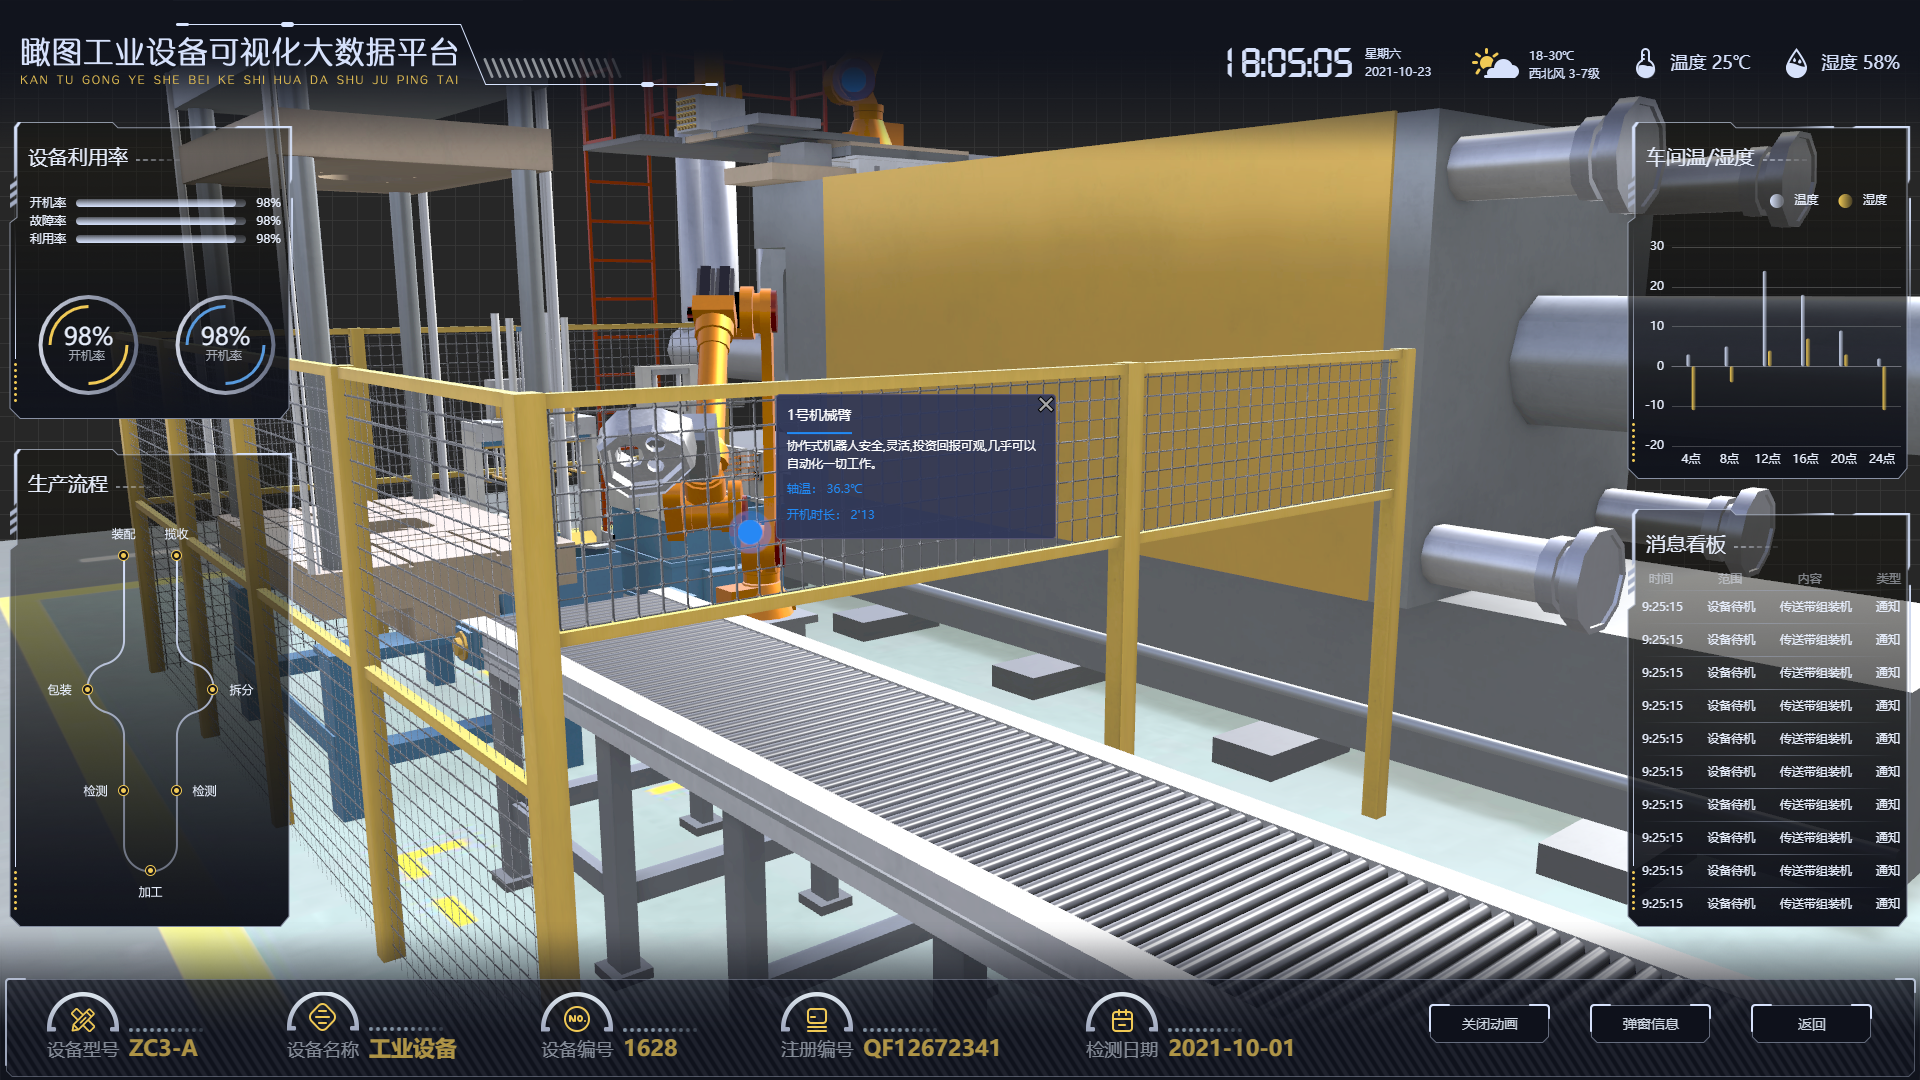 瞰图工业设备可视化大数据平台
KAN TU GONG YE SHE BEI KE SHI HUA DA SHU JU PING TAI
18:05:05
星期六
2021-10-23
18-30℃
西北风 3-7级
温度 25℃
湿度 58%
设备利用率
开机率 98%
故障率 98%
利用率 98%
98%
开机率
98%
开机率
生产流程
装配 揽收
包装 拆分
检测 检测
加工
1号机械臂
协作式机器人安全,灵活,投资回报可观,几乎可以
自动化一切工作。
轴温： 36.3℃
开机时长： 2'13
车间温/湿度
温度 湿度
30
20
10
0
-10
-20
4点 8点 12点 16点 20点 24点
消息看板
时间 范围 内容 类型
9:25:15 设备待机 传送带组装机 通知
9:25:15 设备待机 传送带组装机 通知
9:25:15 设备待机 传送带组装机 通知
9:25:15 设备待机 传送带组装机 通知
9:25:15 设备待机 传送带组装机 通知
9:25:15 设备待机 传送带组装机 通知
9:25:15 设备待机 传送带组装机 通知
9:25:15 设备待机 传送带组装机 通知
9:25:15 设备待机 传送带组装机 通知
9:25:15 设备待机 传送带组装机 通知
设备型号 ZC3-A
设备名称 工业设备
NO.
设备编号 1628
注册编号 QF12672341
检测日期 2021-10-01
关闭动画
弹窗信息
返回